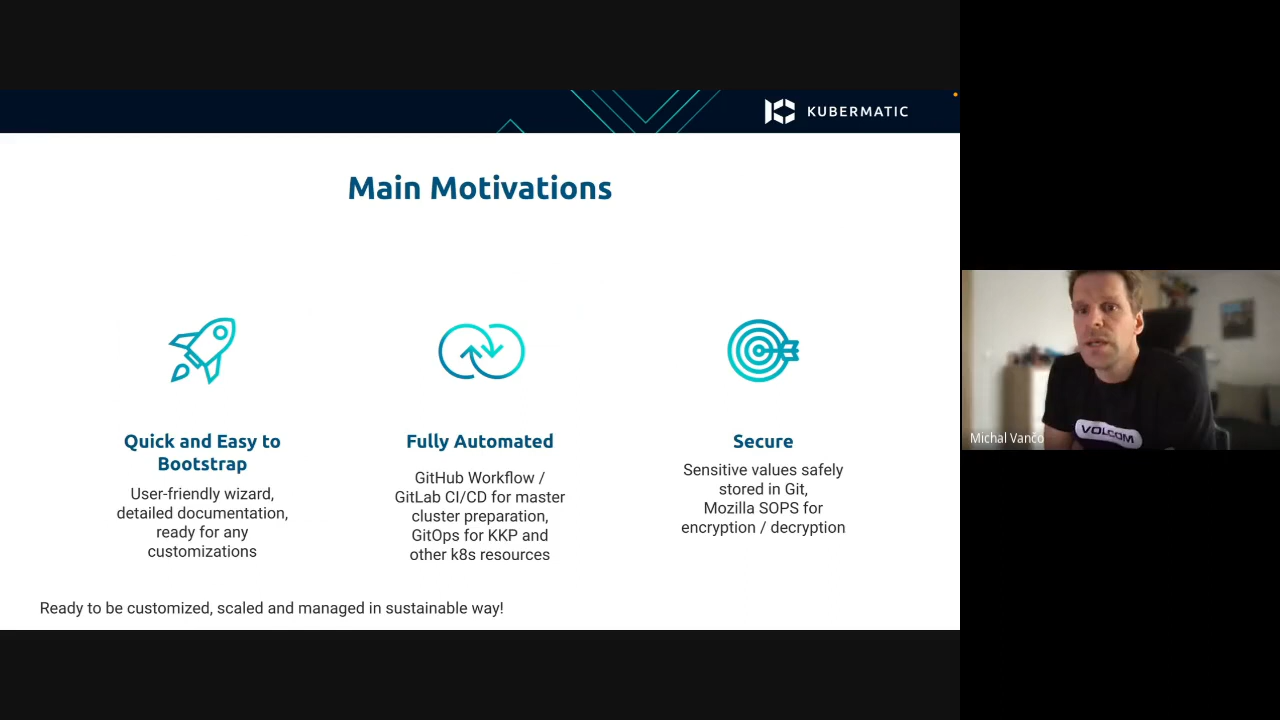 KUBERMATIC
Main Motivations
Quick and Easy to
Bootstrap
User-friendly wizard,
detailed documentation,
ready for any
customizations
Fully Automated
GitHub Workflow /
GitLab CI/CD for master
cluster preparation,
GitOps for KKP and
other k8s resources
Secure
Sensitive values safely
stored in Git,
Mozilla SOPS for
encryption / decryption
Ready to be customized, scaled and managed in sustainable way!
VOLCOM
Michal Vančo